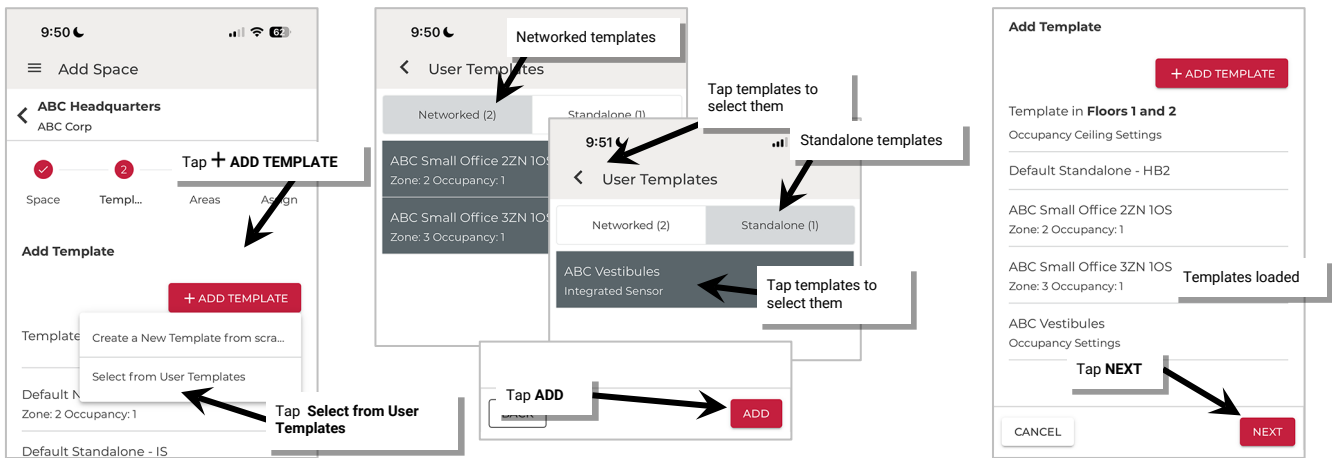 9:50
62
Add Space
ABC Headquarters
ABC Corp
2
Space
Templ...
Areas
Assign
Tap + ADD TEMPLATE
Add Template
+ ADD TEMPLATE
Template
Create a New Template from scra...
Select from User Templates
Default N
Zone: 2 Occupancy: 1
Tap Select from User
Templates
Default Standalone - IS
9:50
Networked templates
User Templates
Networked (2)
Standalone (1)
ABC Small Office 2ZN 1OS
Zone: 2 Occupancy: 1
ABC Small Office 3ZN 1OS
Zone: 3 Occupancy: 1
Tap templates to
select them
9:51
Standalone templates
User Templates
Networked (2)
Standalone (1)
ABC Vestibules
Integrated Sensor
Tap templates to
select them
Tap ADD
BACK
ADD
Add Template
+ ADD TEMPLATE
Template in Floors 1 and 2
Occupancy Ceiling Settings
Default Standalone - HB2
ABC Small Office 2ZN 1OS
Zone: 2 Occupancy: 1
ABC Small Office 3ZN 1OS
Zone: 3 Occupancy: 1
Templates loaded
ABC Vestibules
Occupancy Settings
Tap NEXT
CANCEL
NEXT